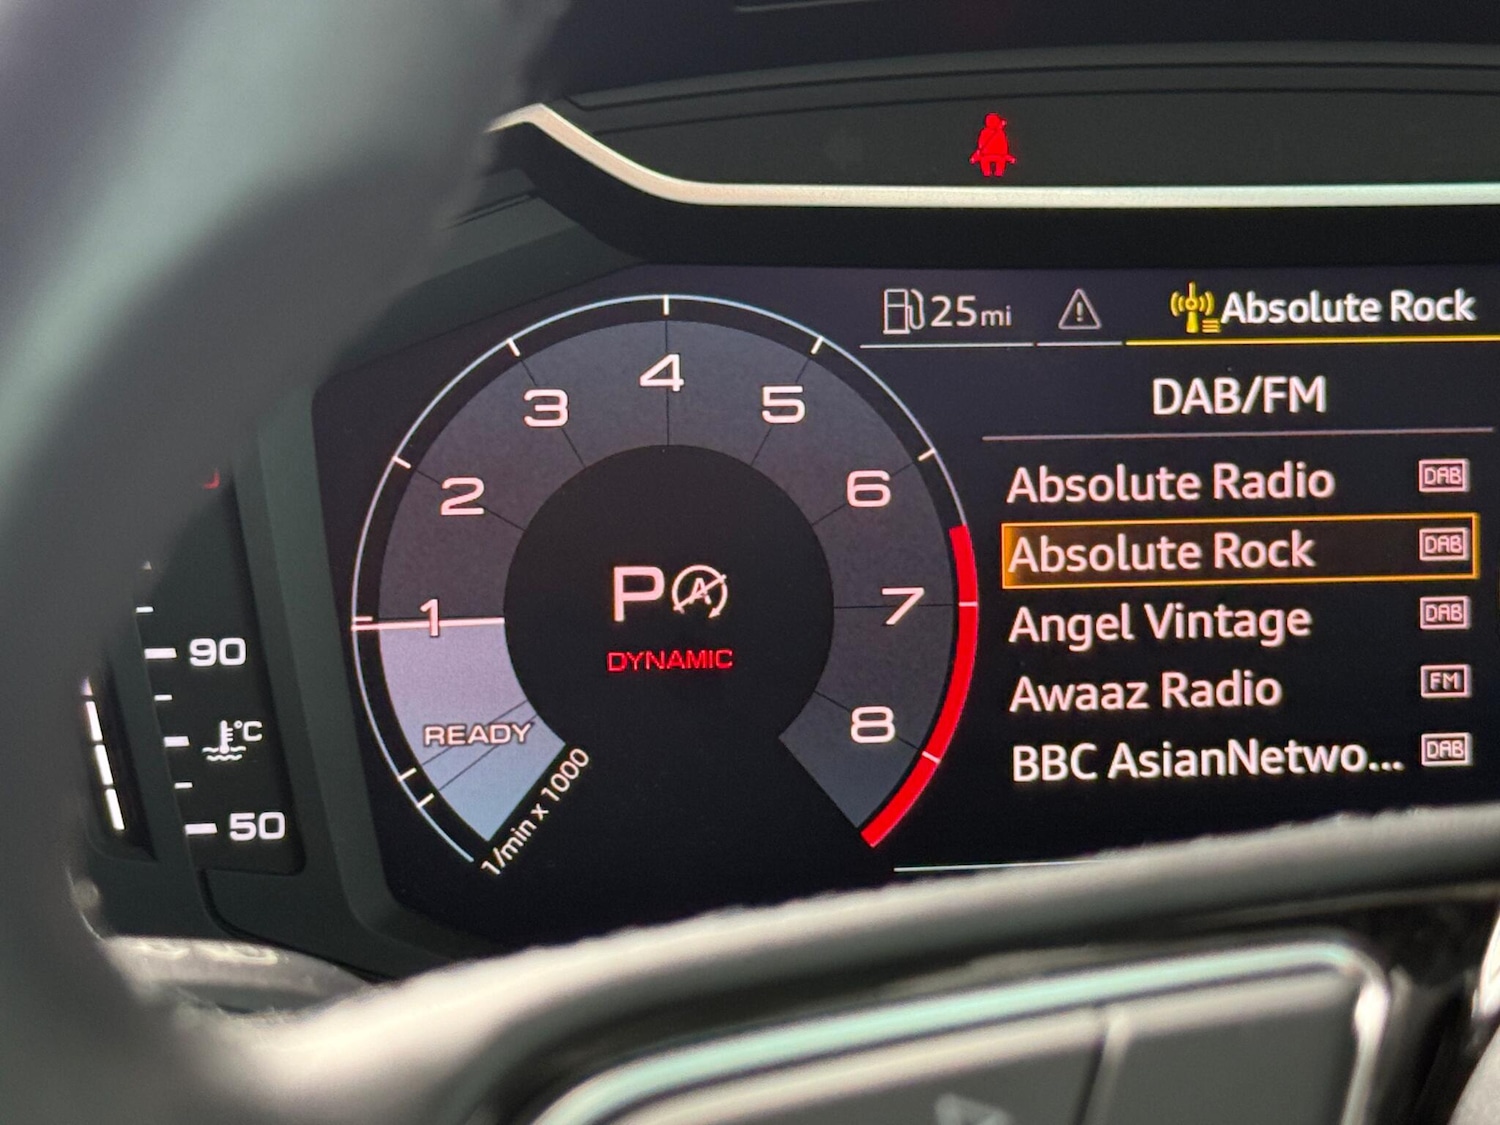 25mi
Absolute Rock
DAB/FM
Absolute Radio DAB
Absolute Rock DAB
Angel Vintage DAB
Awaaz Radio FM
BBC AsianNetwo... DAB
1
2
3
4
5
6
7
8
P A
DYNAMIC
READY
1/min x 1000
90
°C
50